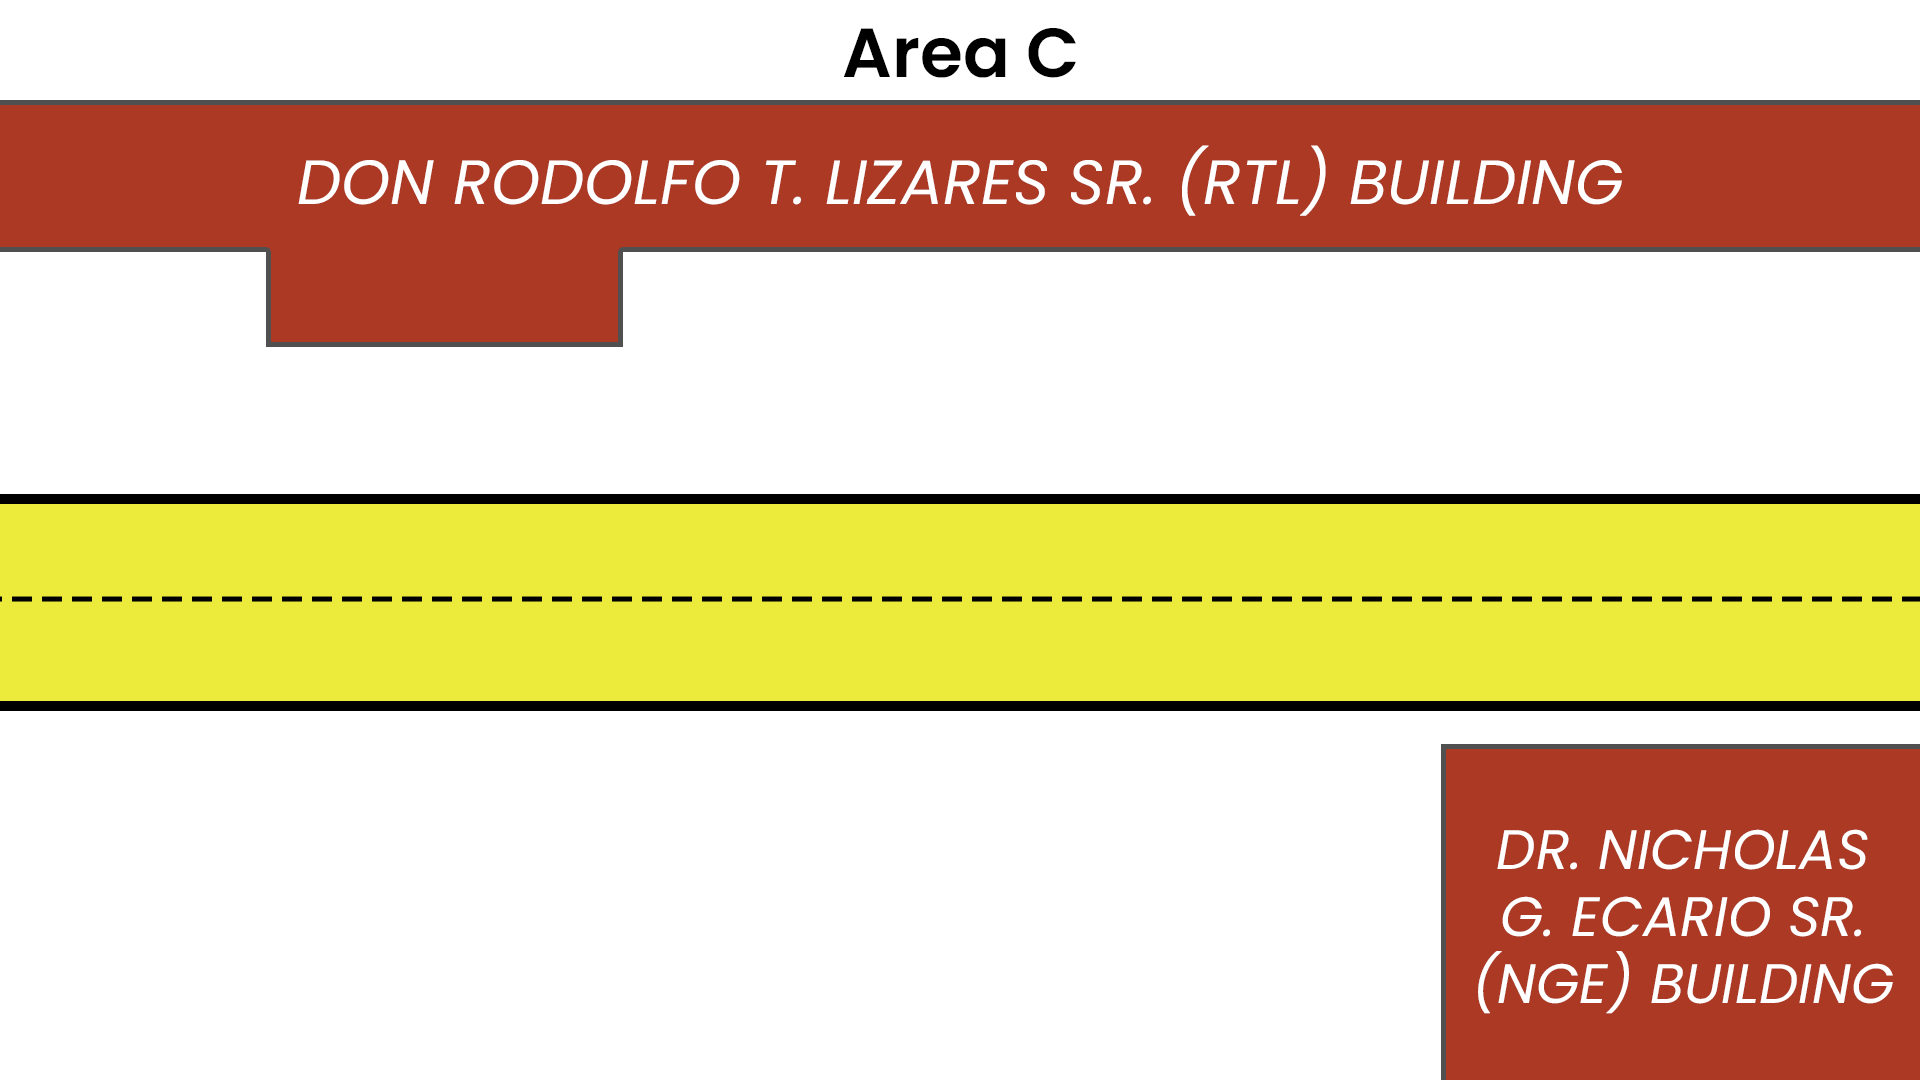 Area C
DON RODOLFO T. LIZARES SR. (RTL) BUILDING
DR. NICHOLAS
G. ECARIO SR.
(NGE) BUILDING